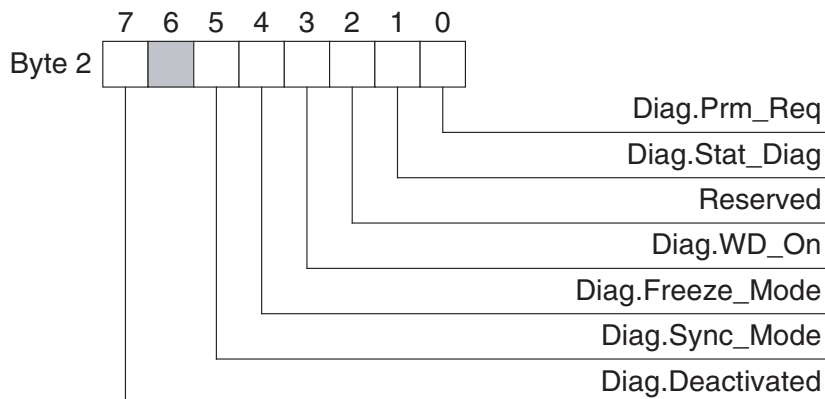 7 6 5 4 3 2 1 0
Byte 2
Diag.Prm_Req
Diag.Stat_Diag
Reserved
Diag.WD_On
Diag.Freeze_Mode
Diag.Sync_Mode
Diag.Deactivated